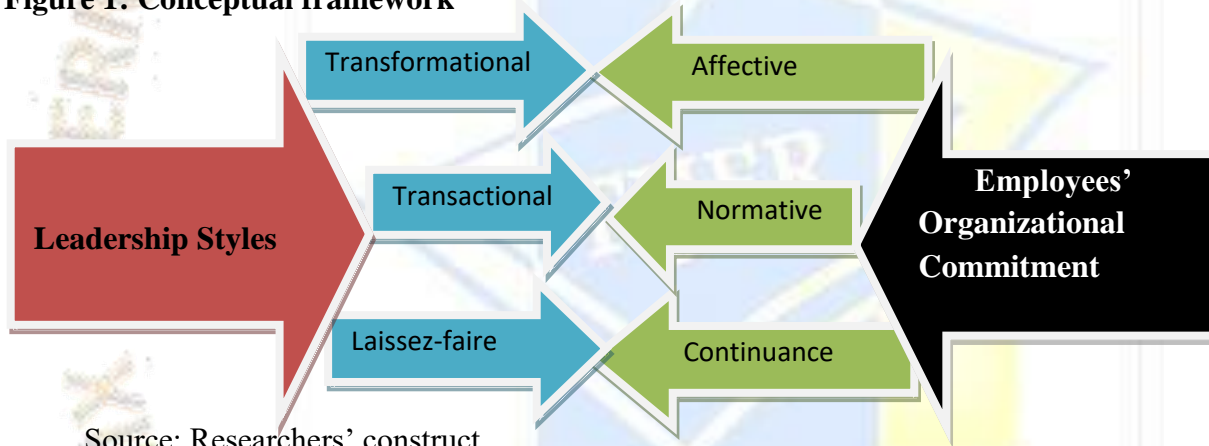 Figure 1: Conceptual framework
Transformational
Affective
Transactional
Normative
Leadership Styles
Employees’
Organizational
Commitment
Laissez-faire
Continuance
Source: Researchers’ construct